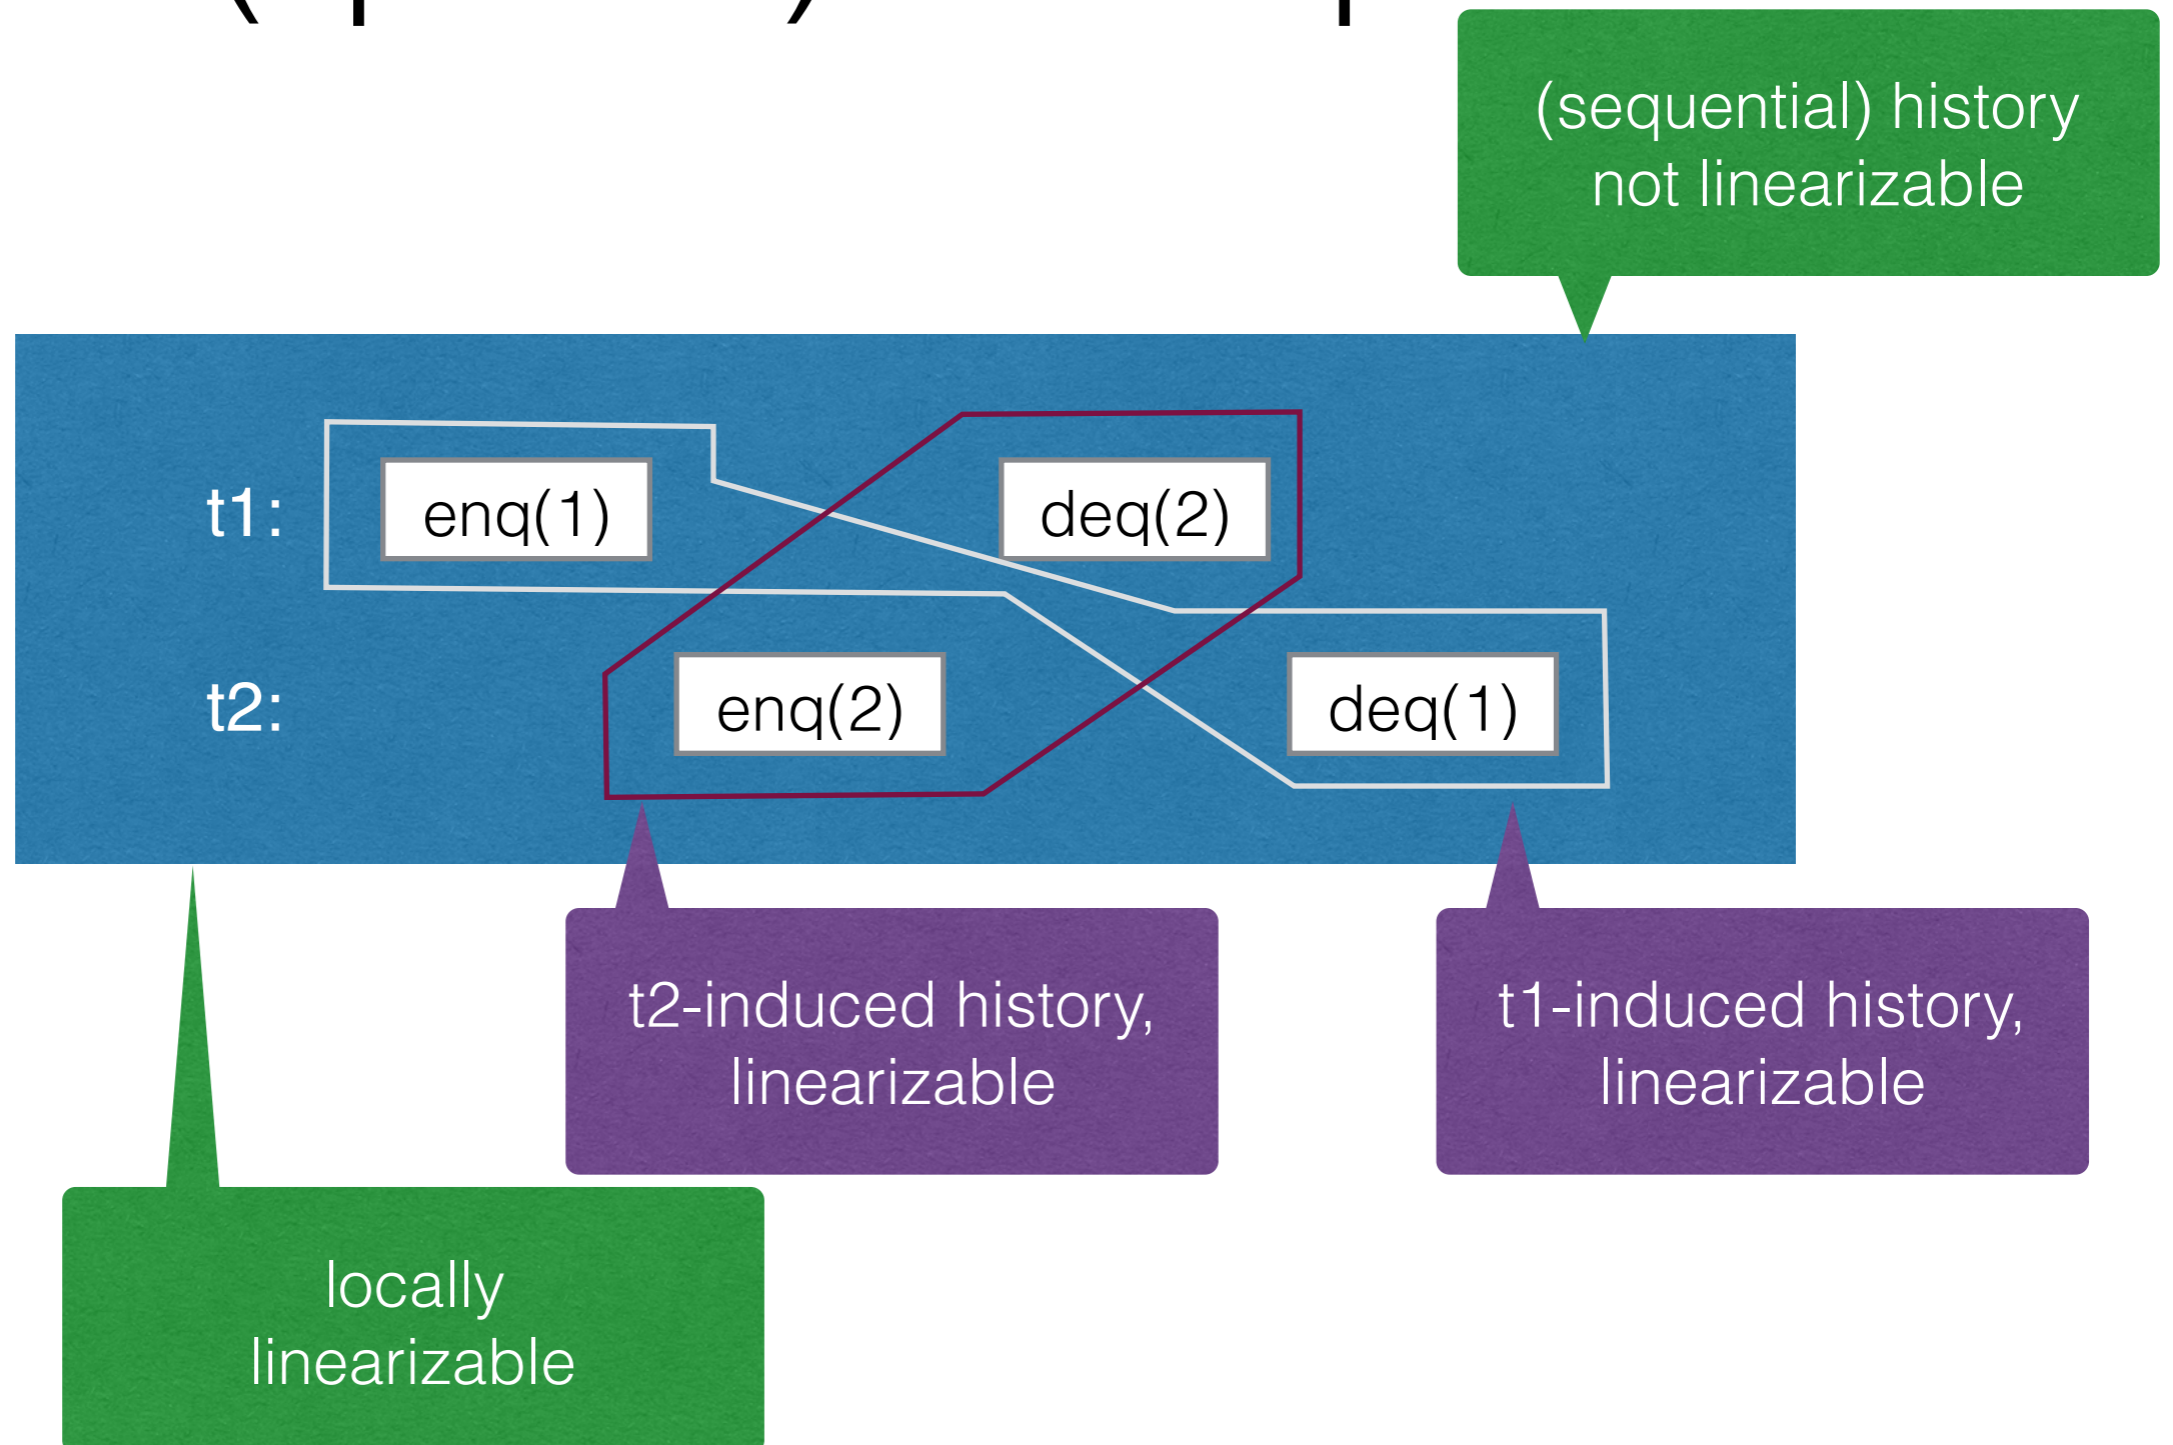 (sequential) history
not linearizable
t1: enq(1) deq(2)
t2: enq(2) deq(1)
t2-induced history,
linearizable
t1-induced history,
linearizable
locally
linearizable